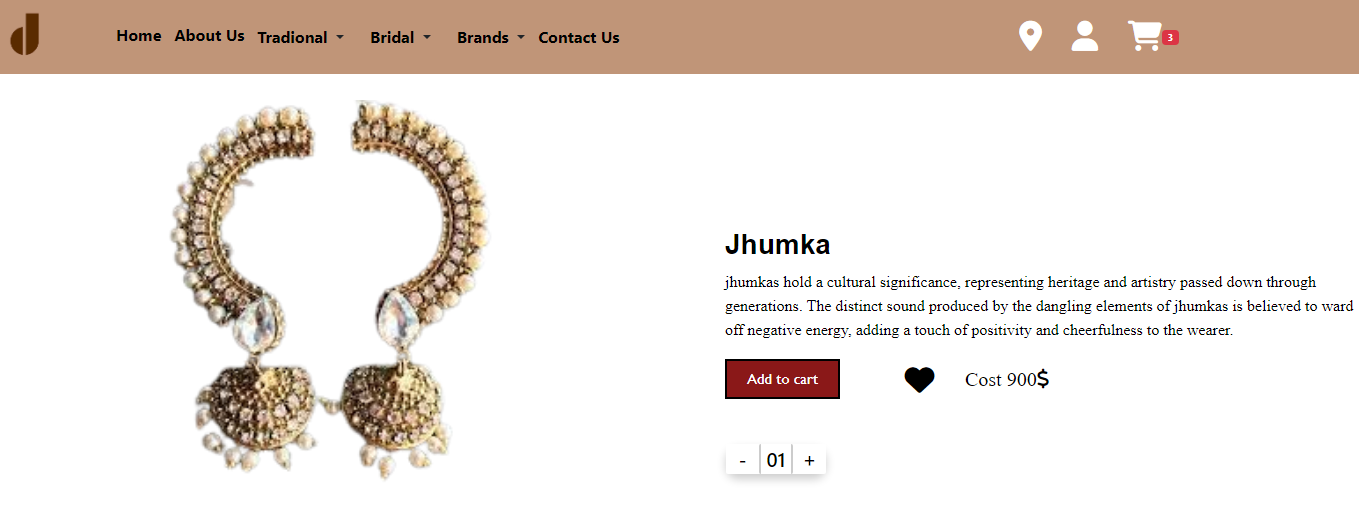 d
Home About Us Tradional Bridal Brands Contact Us 3
Jhumka
jhumkas hold a cultural significance, representing heritage and artistry passed down through
generations. The distinct sound produced by the dangling elements of jhumkas is believed to ward
off negative energy, adding a touch of positivity and cheerfulness to the wearer.
Add to cart Cost 900$
- 01 +